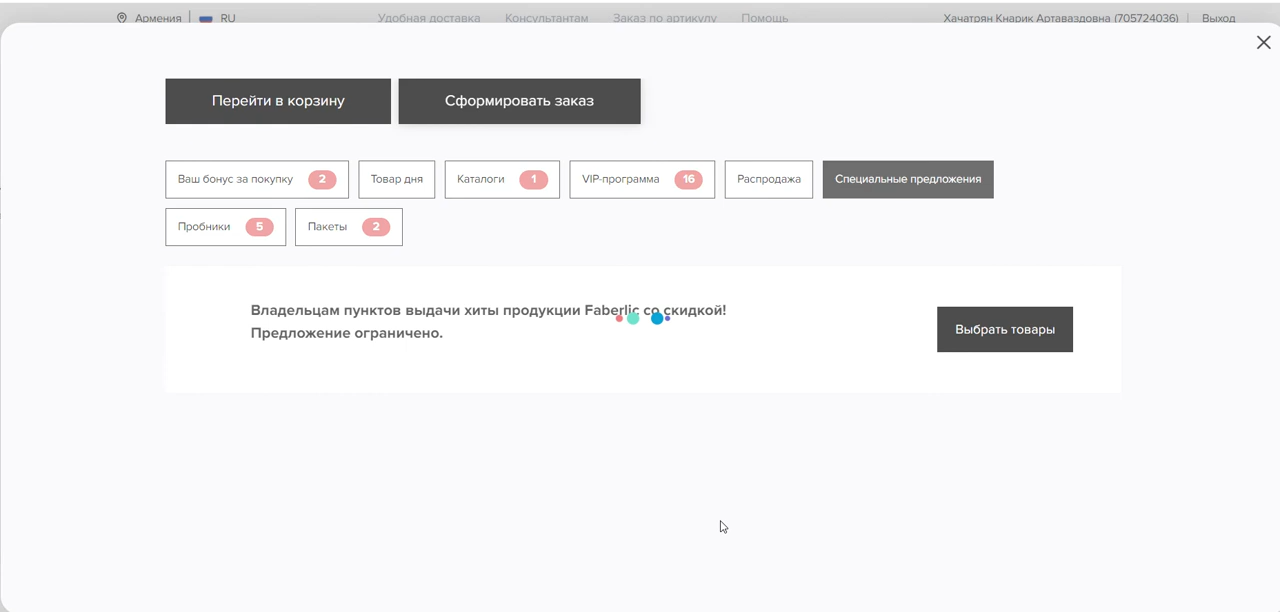 Армения RU Удобная доставка Консультантам Заказ по артикулу Помощь Хачатрян Кнарик Артаваздовна (705724036) Выход
Перейти в корзину Сформировать заказ
Ваш бонус за покупку 2 Товар дня Каталоги 1 VIP-программа 16 Распродажа Специальные предложения
Пробники 5 Пакеты 2
Владельцам пунктов выдачи хиты продукции Faberlic со скидкой!
Предложение ограничено.
Выбрать товары